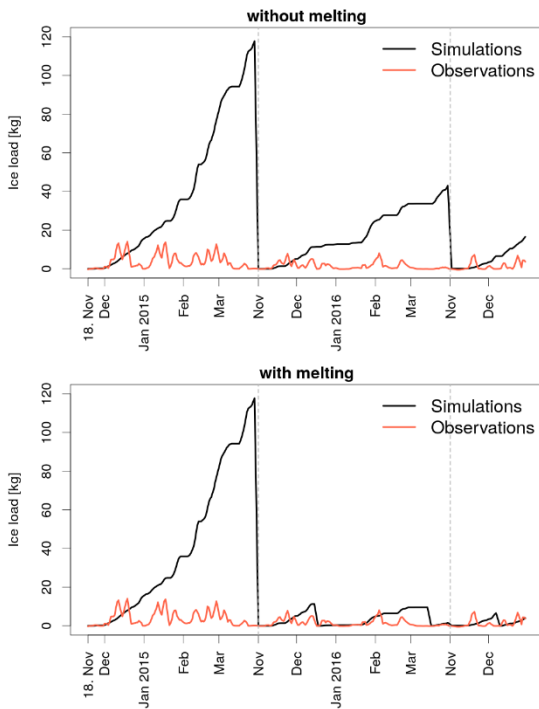 without melting
Ice load [kg]
120
100
80
60
40
20
0
Simulations
Observations
18. Nov
Dec
Jan 2015
Feb
Mar
Nov
Dec
Jan 2016
Feb
Mar
Nov
Dec
with melting
Ice load [kg]
120
100
80
60
40
20
0
Simulations
Observations
18. Nov
Dec
Jan 2015
Feb
Mar
Nov
Dec
Jan 2016
Feb
Mar
Nov
Dec